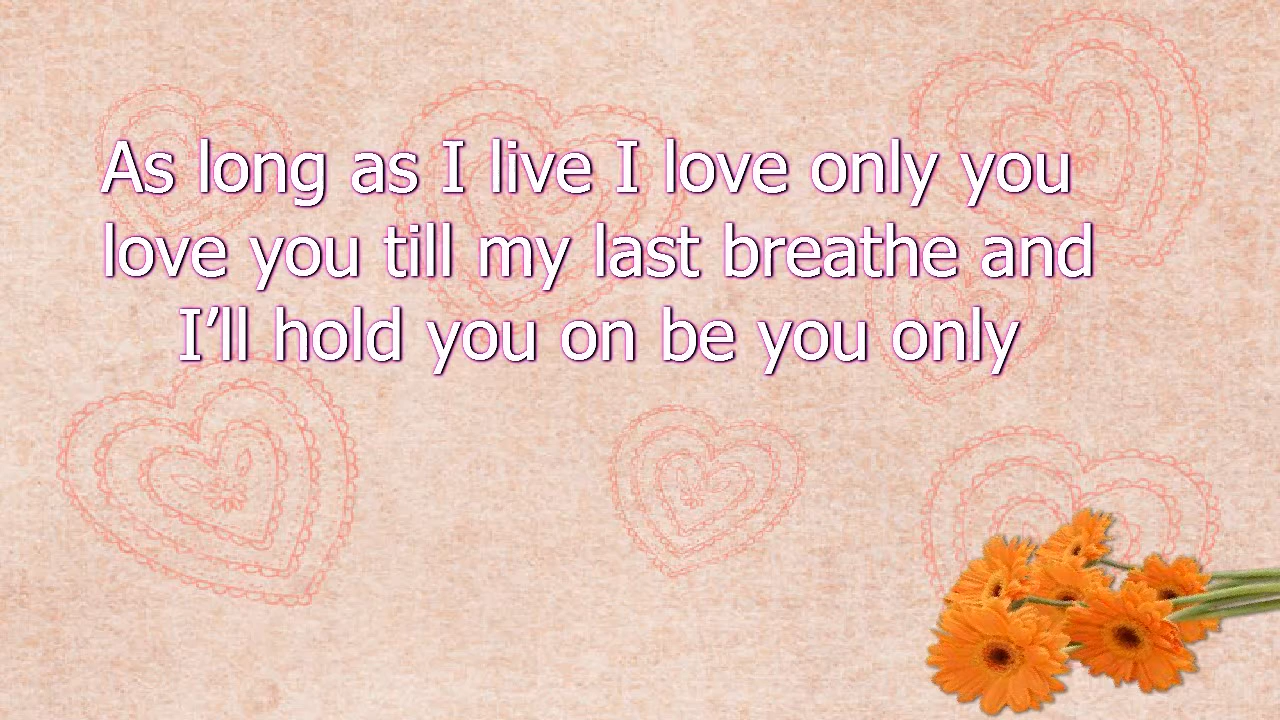 As long as I live I love only you
love you till my last breathe and
I’ll hold you on be you only